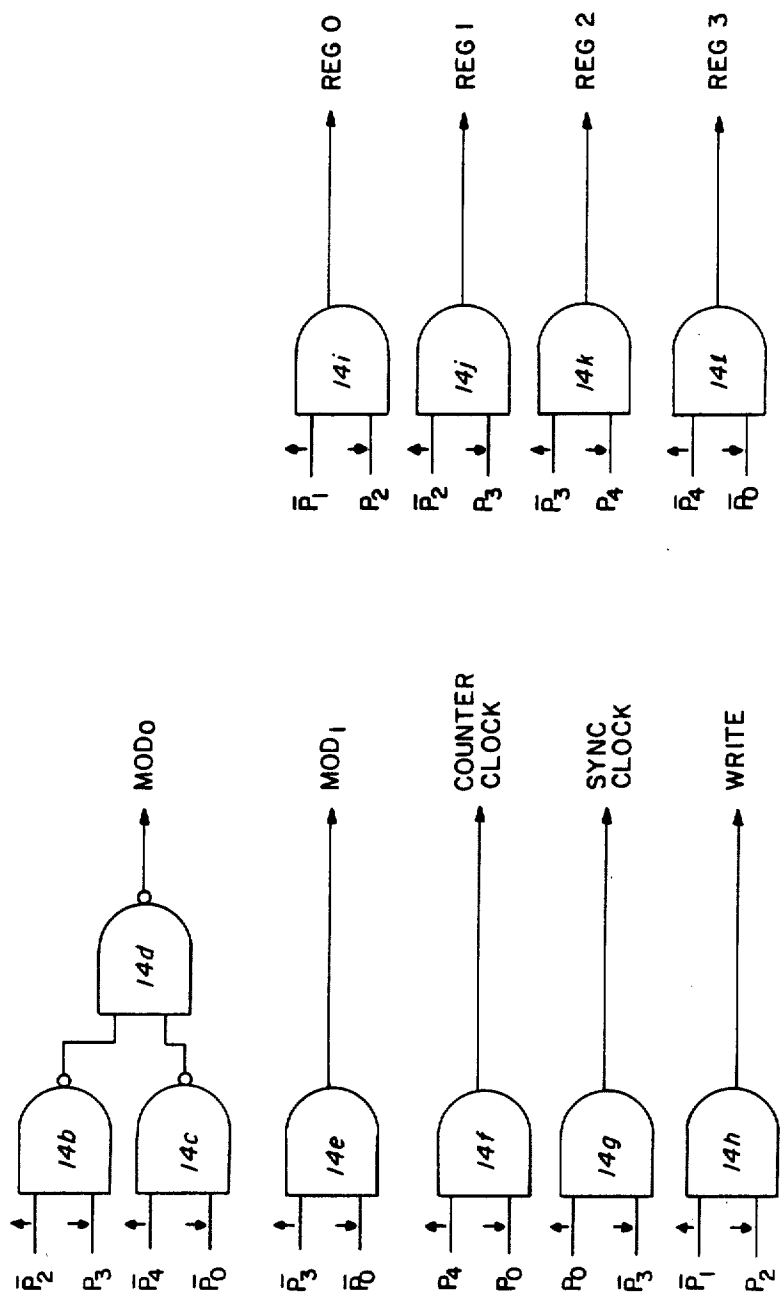 P̄₂
P₃
14b
P̄₄
P̄₀
14c
14d
MOD₀
P̄₃
P̄₀
14e
MOD₁
P₄
P₀
14f
COUNTER
CLOCK
P₀
P̄₃
14g
SYNC
CLOCK
P̄₁
P₂
14h
WRITE
P̄₁
P₂
14i
REG 0
P̄₂
P₃
14j
REG 1
P̄₃
P₄
14k
REG 2
P̄₄
P̄₀
14l
REG 3